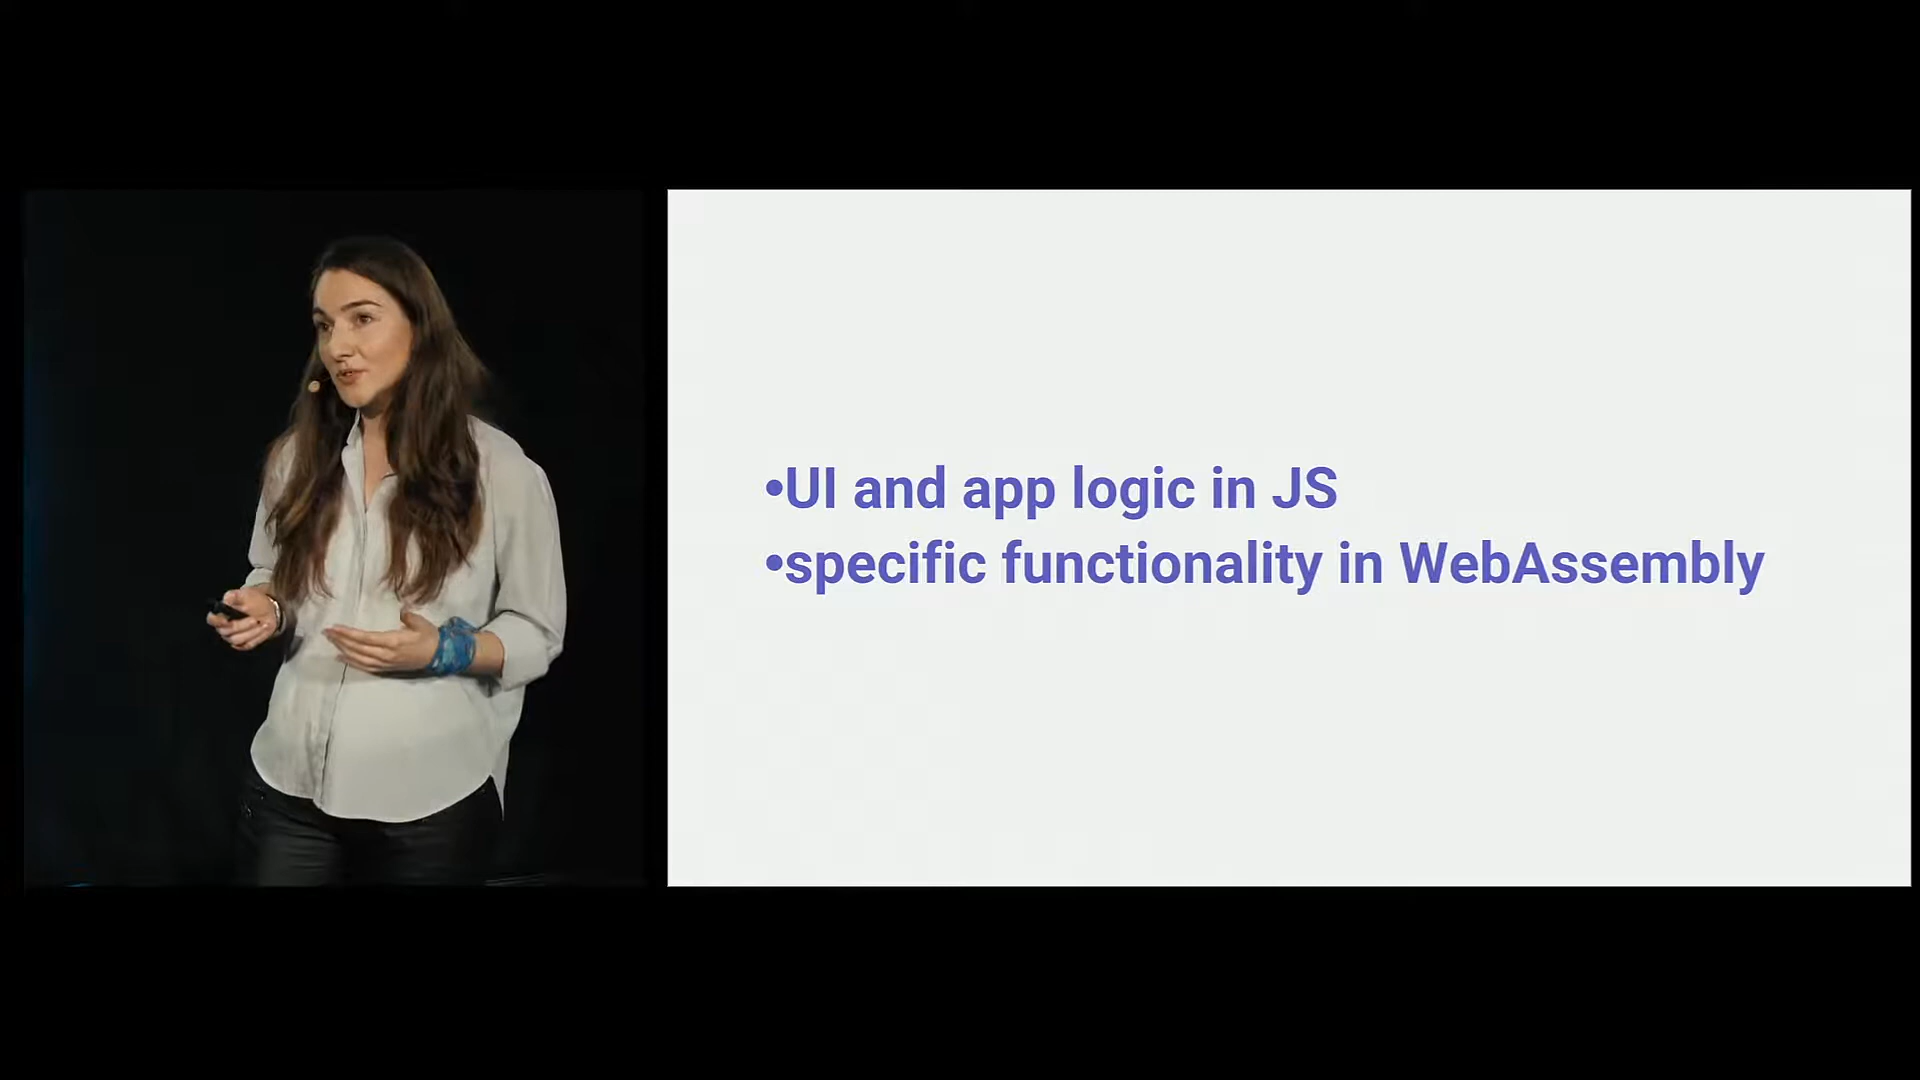 •UI and app logic in JS
•specific functionality in WebAssembly